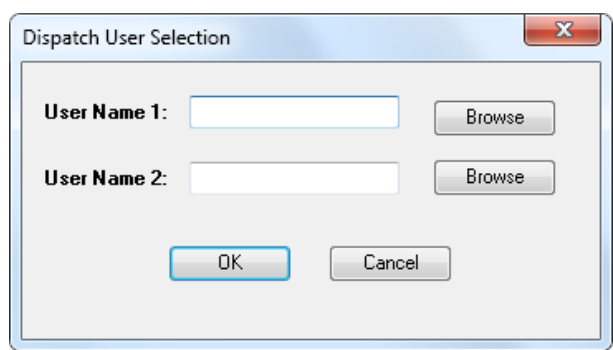 Dispatch User Selection
User Name 1: Browse
User Name 2: Browse
OK Cancel